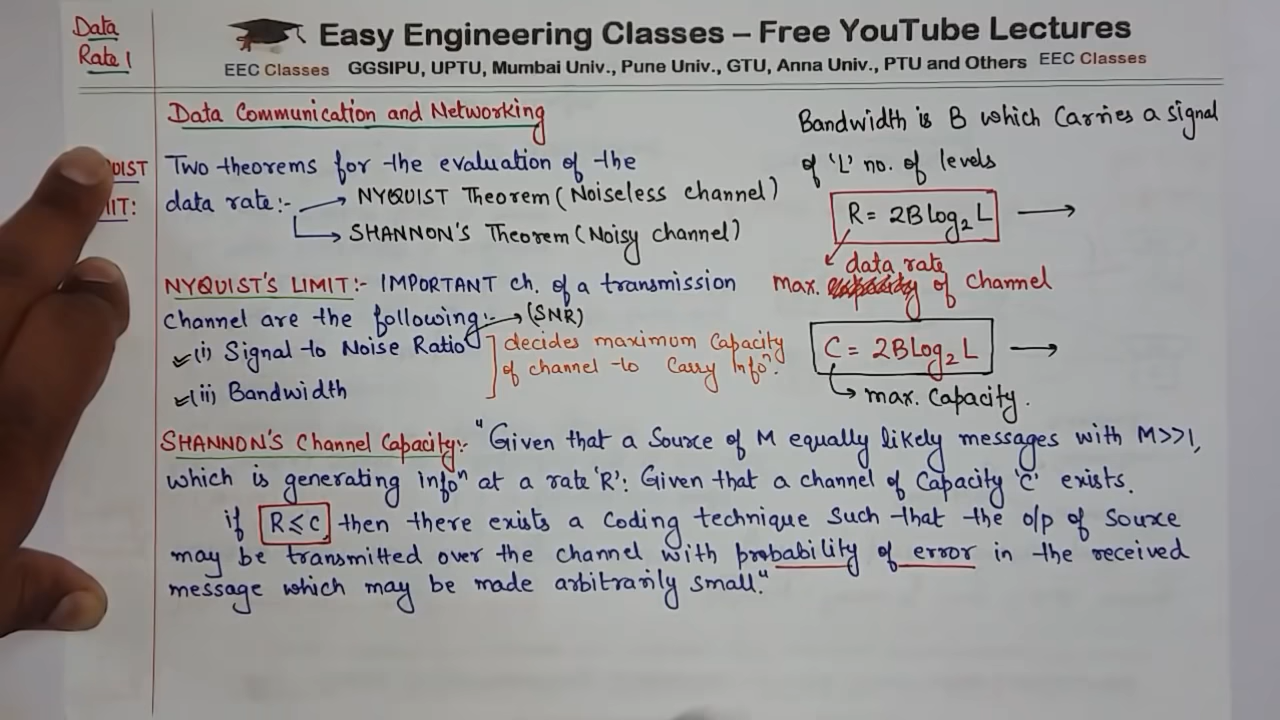 Data
Rate 1
Easy Engineering Classes – Free YouTube Lectures
EEC Classes GGSIPU, UPTU, Mumbai Univ., Pune Univ., GTU, Anna Univ., PTU and Others EEC Classes
Data Communication and Networking
UIST
IT:
Two theorems for the evaluation of the
data rate:-
NYQUIST Theorem (Noiseless channel)
SHANNON'S Theorem (Noisy channel)
NYQUIST'S LIMIT:- IMPORTANT ch. of a transmission
channel are the following:-
(i) Signal to Noise Ratio (SNR)
(ii) Bandwidth
decides maximum capacity
of channel to carry Infoⁿ.
Bandwidth is B which carries a signal
of 'L' no. of levels
R = 2B log₂ L
data rate
max. of channel
C = 2B log₂ L
max. capacity.
SHANNON'S Channel Capacity:- "Given that a source of M equally likely messages with M>>1,
which is generating Infoⁿ at a rate 'R'. Given that a channel of capacity 'C' exists.
if R ≤ C, then there exists a coding technique such that the o/p of source
may be transmitted over the channel with probability of error in the received
message which may be made arbitrarily small"